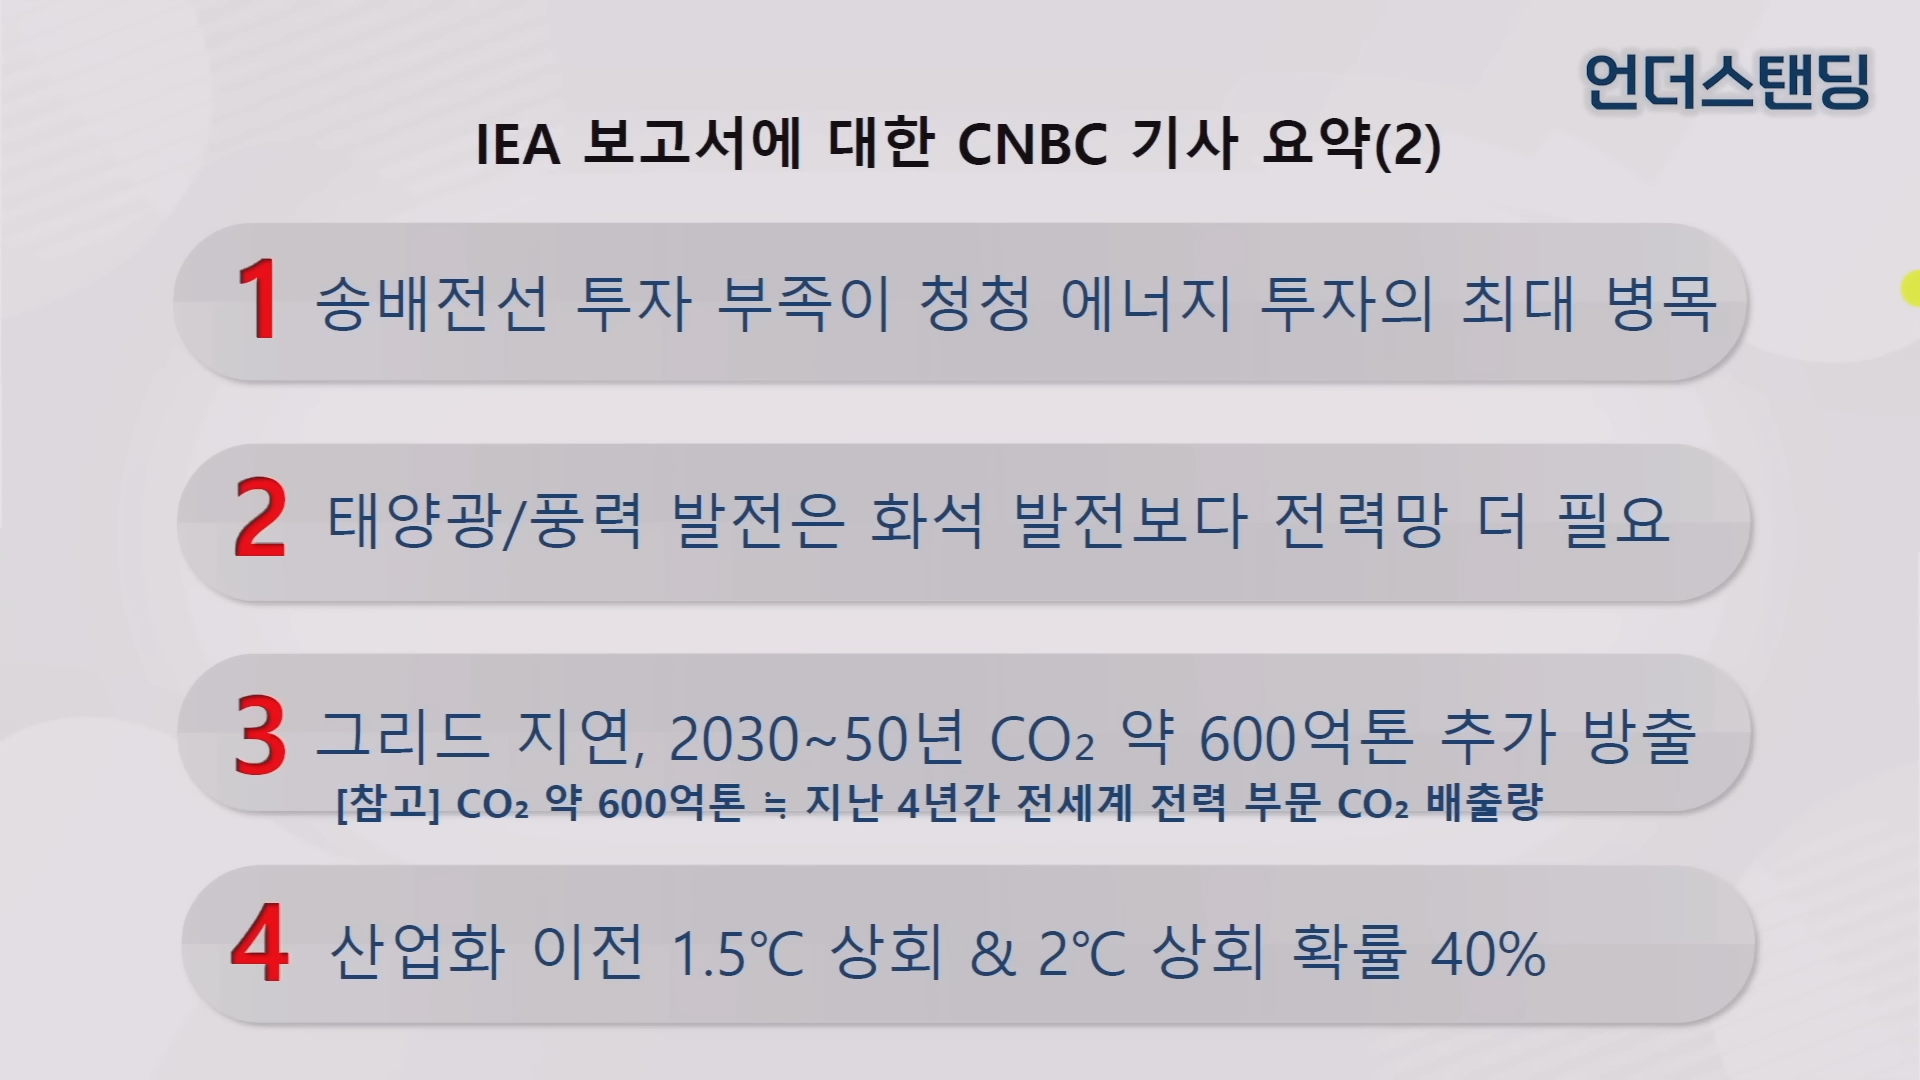 언더스탠딩
IEA 보고서에 대한 CNBC 기사 요약(2)
1 송배전선 투자 부족이 청청 에너지 투자의 최대 병목
2 태양광/풍력 발전은 화석 발전보다 전력망 더 필요
3 그리드 지연, 2030~50년 CO₂ 약 600억톤 추가 방출
[참고] CO₂ 약 600억톤 ≒ 지난 4년간 전세계 전력 부문 CO₂ 배출량
4 산업화 이전 1.5℃ 상회 & 2℃ 상회 확률 40%